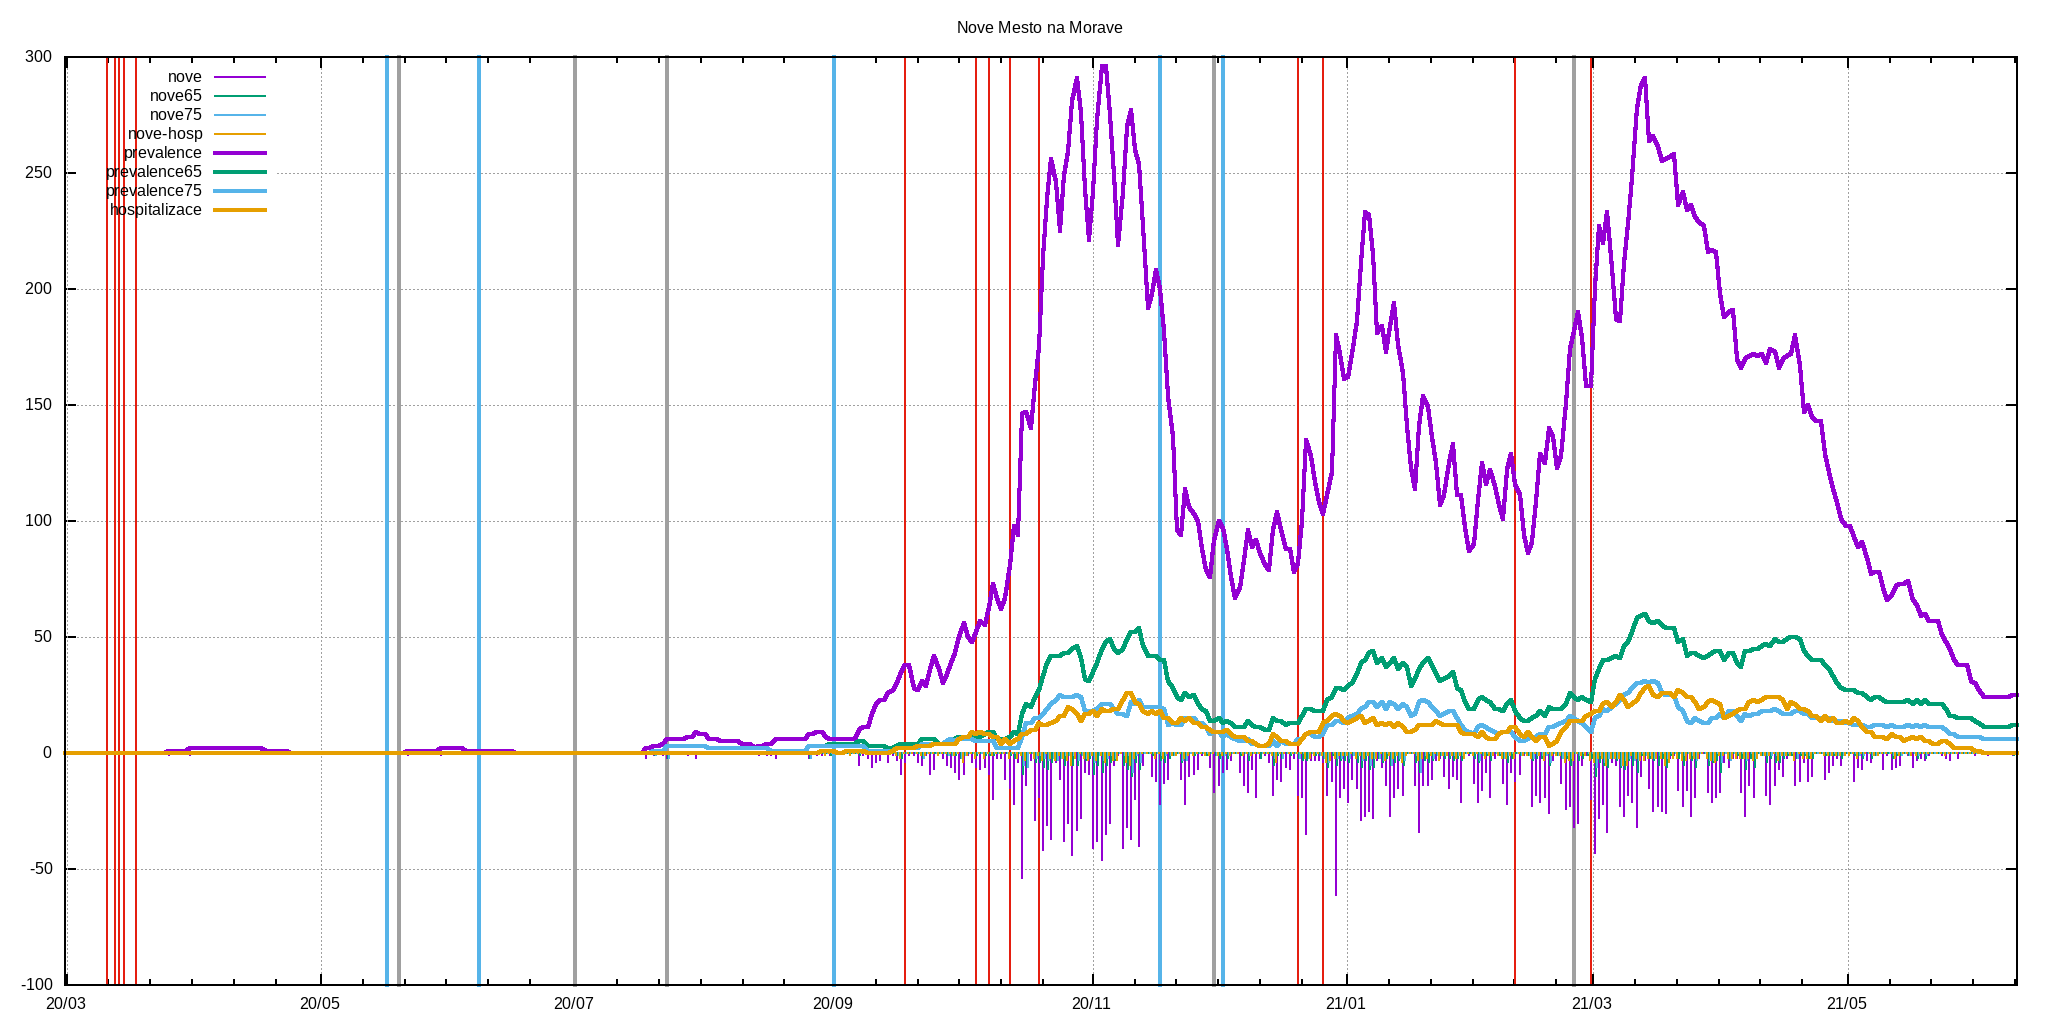 Nove Mesto na Morave
300
250
200
150
100
50
0
-50
-100
nove
nove65
nove75
nove-hosp
prevalence
prevalence65
prevalence75
hospitalizace
20/03 20/05 20/07 20/09 20/11 21/01 21/03 21/05